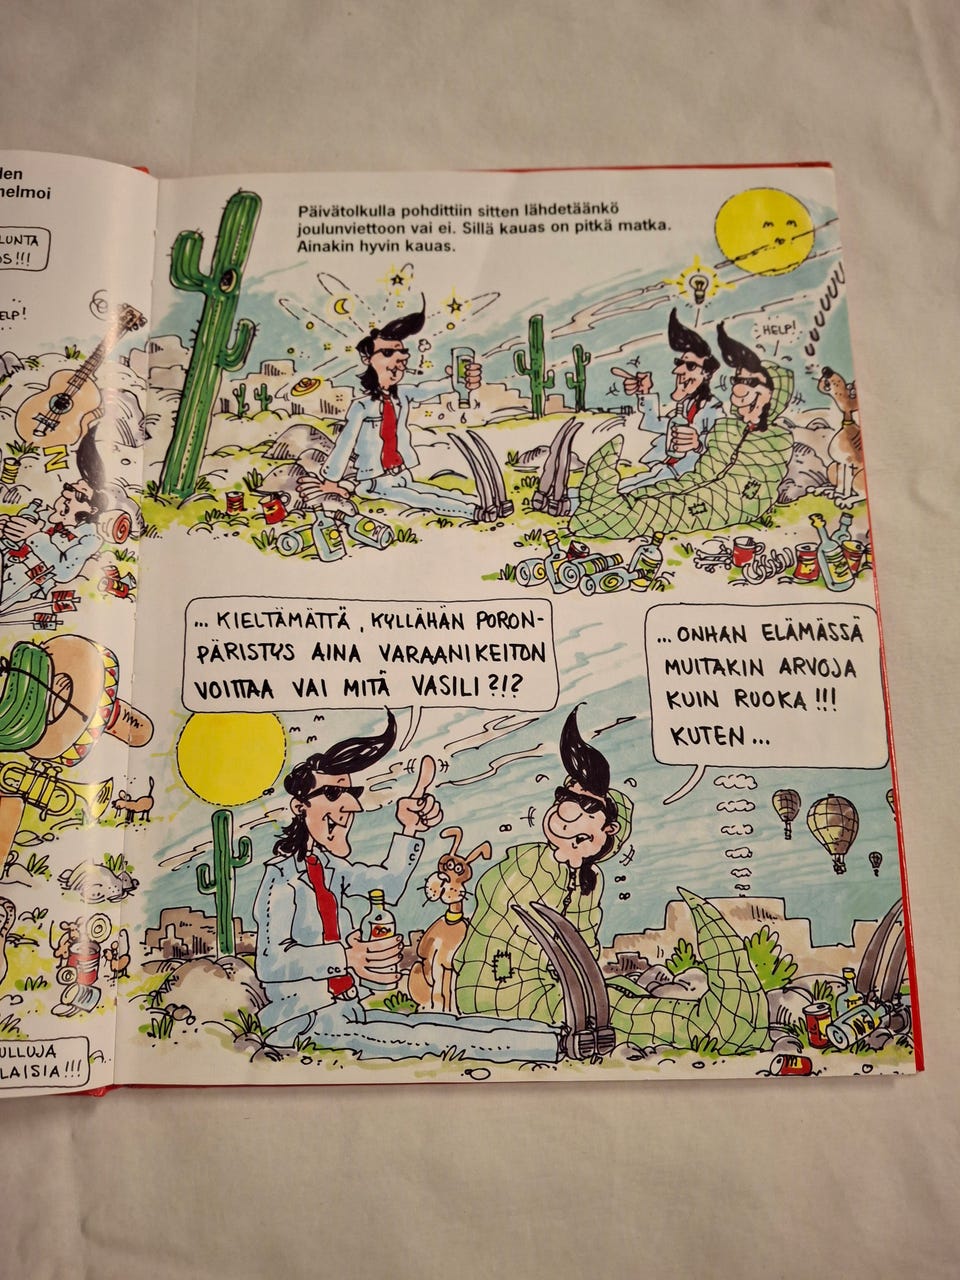 Päivätolkulla pohdittiin sitten lähdetäänkö
joulunviettoon vai ei. Sillä kauas on pitkä matka.
Ainakin hyvin kauas.
HELP!
... KIELTÄMÄTTÄ, KYLLÄHÄN PORON-
PÄRISTYS AINA VARAANIKEITON
VOITTAA VAI MITÄ VASILI?!?
...ONHAN ELÄMÄSSÄ
MUITAKIN ARVOJA
KUIN RUOKA!!!
KUTEN...